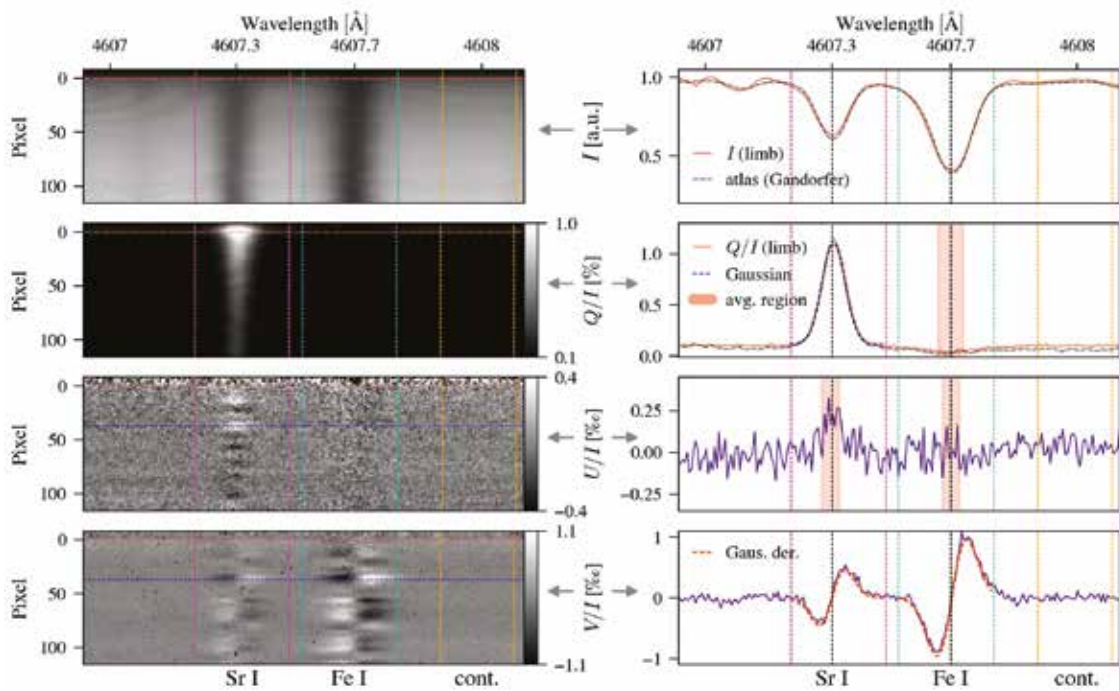 Wavelength [Å]
4607 4607.3 4607.7 4608
Pixel
0
50
100
I [a.u.]
Pixel
0
50
100
1.0
Q/I [%]
0.1
Pixel
0
50
100
0.4
U/I [‰]
−0.4
Pixel
0
50
100
1.1
V/I [‰]
−1.1
Sr I Fe I cont.
Wavelength [Å]
4607 4607.3 4607.7 4608
1.0
0.5
I (limb)
atlas (Gandorfer)
1.0
0.5
0.0
Q/I (limb)
Gaussian
avg. region
0.25
0.00
−0.25
1
0
−1
Gaus. der.
Sr I Fe I cont.